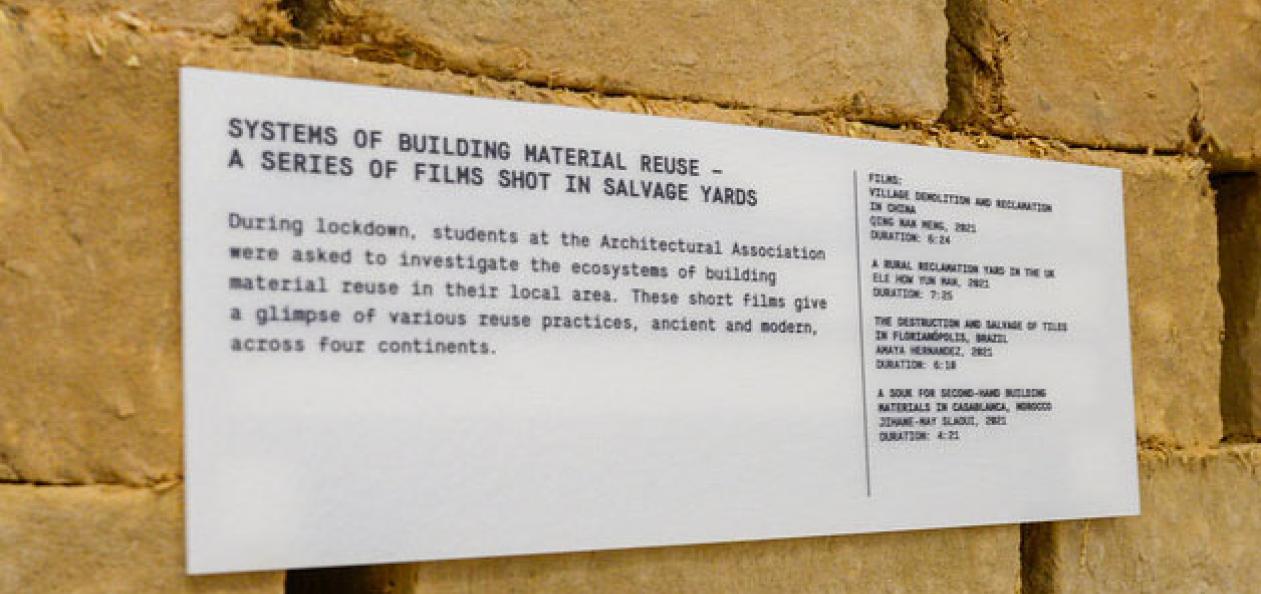 SYSTEMS OF BUILDING MATERIAL REUSE –
A SERIES OF FILMS SHOT IN SALVAGE YARDS
During lockdown, students at the Architectural Association
were asked to investigate the ecosystems of building
material reuse in their local area. These short films give
a glimpse of various reuse practices, ancient and modern,
across four continents.
FILMS:
VILLAGE DEMOLITION AND RECLAMATION
IN CHINA
QING NAN MENG, 2021
DURATION: 6:24
A RURAL RECLAMATION YARD IN THE UK
ELE HOW YUN MAH, 2021
DURATION: 7:25
THE DESTRUCTION AND SALVAGE OF TILES
IN FLORIANÓPOLIS, BRAZIL
AMAYA HERNANDEZ, 2021
DURATION: 6:18
A SOUK FOR SECOND-HAND BUILDING
MATERIALS IN CASABLANCA, MOROCCO
JIHANE-MAY SLAOUI, 2021
DURATION: 4:21